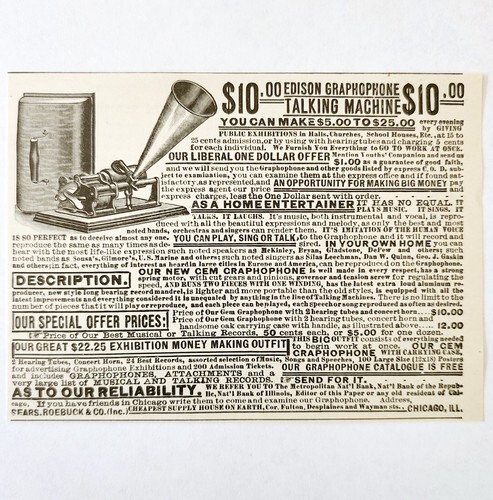 $10.00 EDISON GRAPHOPHONE TALKING MACHINE $10.00
YOU CAN MAKE $5.00 TO $25.00 every evening
by GIVING
PUBLIC EXHIBITIONS in Halls, Churches, School Houses, Etc., at 15 to
25 cents admission, or by using with hearing tubes and charging 5 cents
for each individual. We Furnish You Everything to GO TO WORK AT ONCE.
OUR LIBERAL ONE DOLLAR OFFER Mention Youths' Companion and send us
$1.00 as a guarantee of good faith,
and we will send you the Graphophone and other goods listed by express C. O. D. sub-
ject to examination, you can examine them at the express office and if found sat-
isfactory, as represented, and AN OPPORTUNITY FOR MAKING BIG MONEY pay
the express agent our price and
express charges, less the One Dollar sent with order.
AS A HOME ENTERTAINER IT HAS NO EQUAL. IT
PLAYS MUSIC. IT SINGS, IT
TALKS. IT LAUGHS. It's music, both instrumental and vocal, is repro-
duced with all the beautiful expressions and melody, as only the best and most
noted bands, orchestras and singers can render them. IT'S IMITATION OF THE HUMAN VOICE
IS SO PERFECT as to deceive almost any one. YOU CAN PLAY, SING OR TALK to the Graphophone and it will record and
reproduce the same as many times as de- sired. IN YOUR OWN HOME you can
hear with the most life-like expression such noted speakers as McKinley, Bryan, Gladstone, DePew and others; such
noted bands as Sousa's, Gilmore's, U. S. Marine and others; such noted singers as Silas Leechman, Dan W. Quinn, Geo. J. Gaskin
and others; in fact, everything of interest as heard in large cities in Europe and America, can be reproduced on the Graphophone.
DESCRIPTION. OUR NEW GEM GRAPHOPHONE is well made in every respect, has a strong
spring motor, with cut gears and pinions, governor and tension screw for regulating the
speed, AND RUNS TWO PIECES WITH ONE WINDING, has the latest extra loud aluminum re-
producer, new style long bearing record mandrel, is lighter and more portable than the old styles, is equipped with all the
latest improvements and everything considered it is unequaled by anything in the line of Talking Machines. There is no limit to the
number of pieces that it will play or reproduce, and each piece can be played, each speech or song produced as often as desired.
OUR SPECIAL OFFER PRICES: Price of Our Gem Graphophone with 2 hearing tubes and concert horn.... $10.00
Price of Our Gem Graphophone with 2 hearing tubes and concert horn and
handsome oak carrying case with handle, as illustrated above.... 12.00
Price of Our Best Musical or Talking Records, 50 cents each, or $5.00 for one dozen.
OUR GREAT $22.25 EXHIBITION MONEY MAKING OUTFIT THIS BIG OUTFIT consists of everything needed
to begin work at once. OUR GEM
GRAPHOPHONE WITH CARRYING CASE,
2 Hearing Tubes, Concert Horn, 24 Best Records, assorted selection of Music, Songs and Speeches, 100 Large (12x18) Posters
for advertising Graphophone Exhibitions and 200 Admission Tickets. OUR GRAPHOPHONE CATALOGUE IS FREE
and includes GRAPHOPHONES, ATTACHMENTS and a
very large list of MUSICAL AND TALKING RECORDS. SEND FOR IT.
AS TO OUR RELIABILITY WE REFER YOU TO The Metropolitan Nat'l Bank, Nat'l Bank of the Repub-
lic, Nat'l Bank of Illinois, Editor of this Paper or any old resident of Chi-
cago. If you have friends in Chicago write them to come and examine our Graphophone. Address,
SEARS, ROEBUCK & CO. (Inc.) CHEAPEST SUPPLY HOUSE ON EARTH, Cor. Fulton, Desplaines and Wayman sts., CHICAGO, ILL.